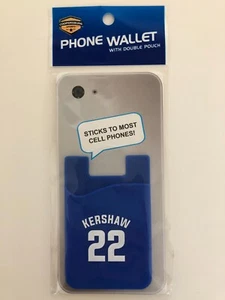 PHONE WALLET
WITH DOUBLE POUCH
STICKS TO MOST
CELL PHONES!
KERSHAW
22